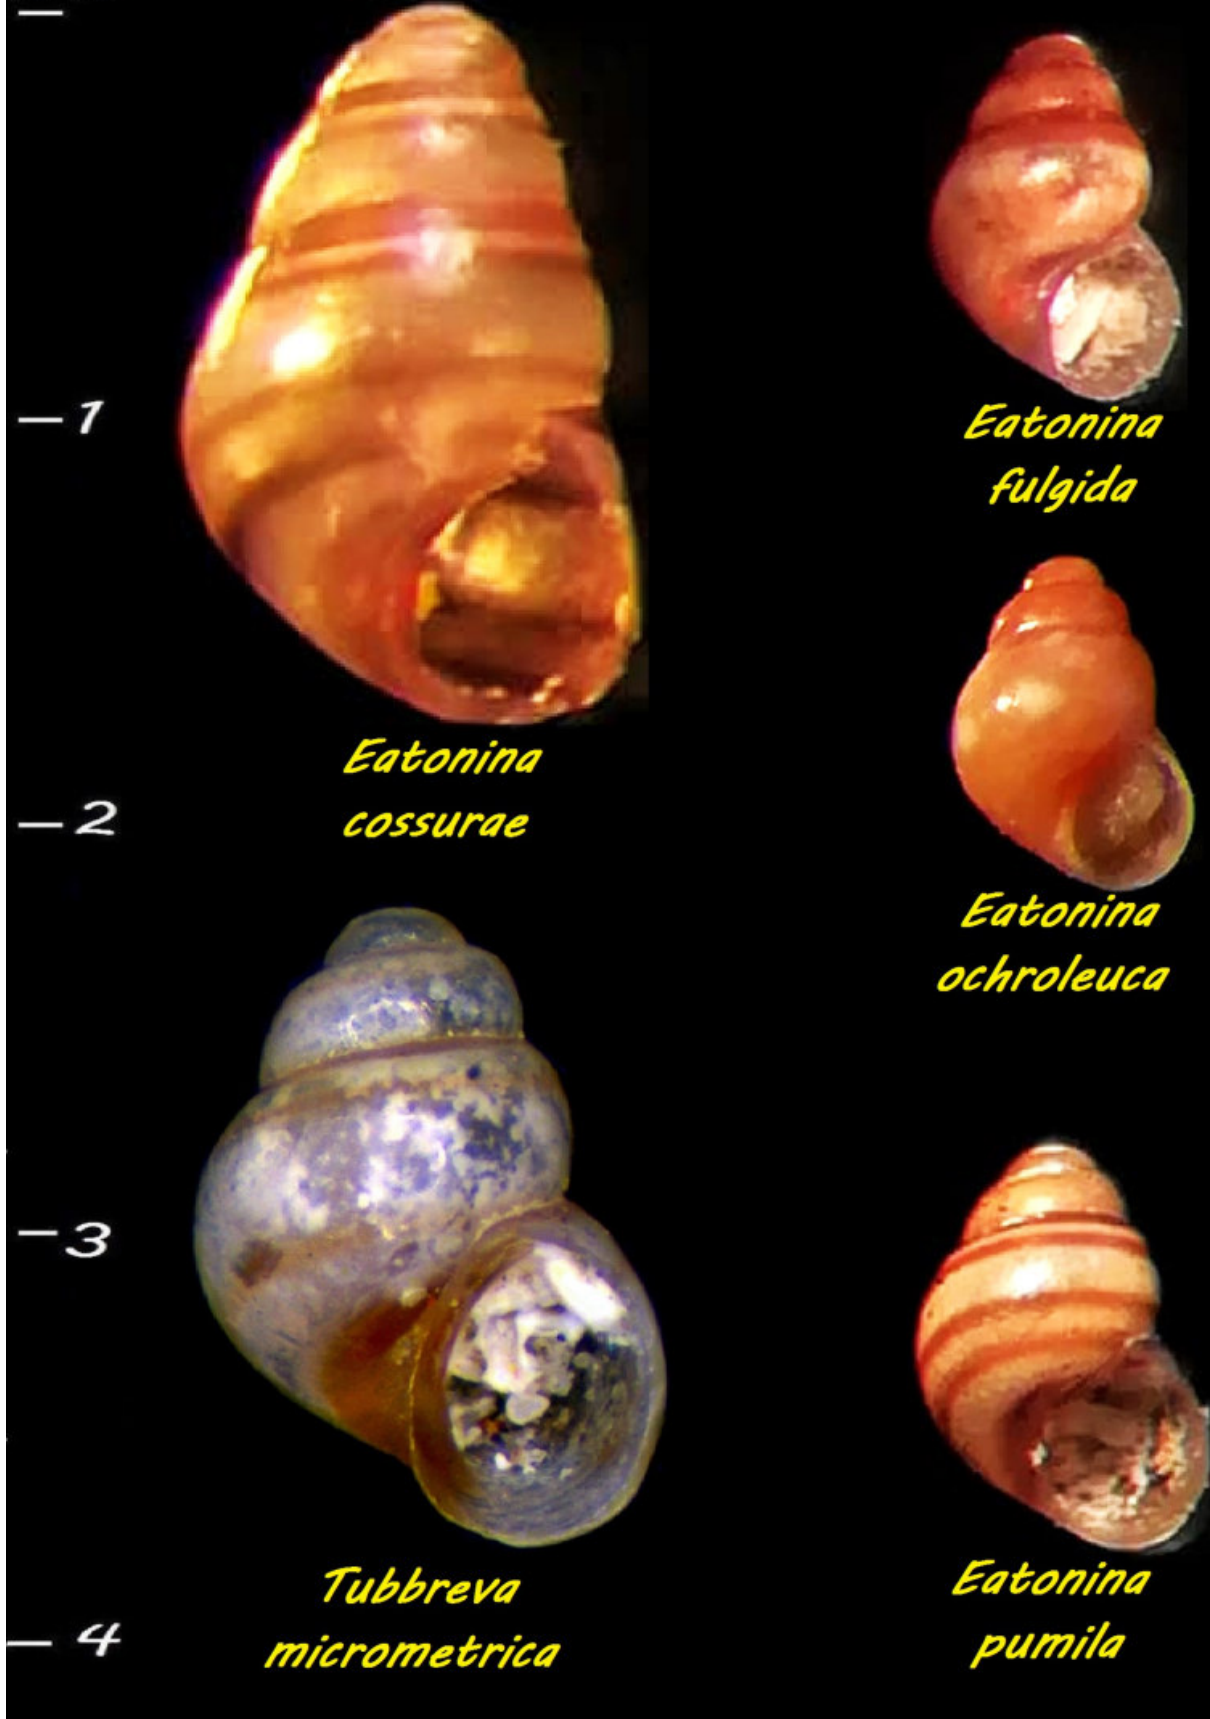 1
Eatonina
fulgida
Eatonina
cossurae
2
Eatonina
ochroleuca
3
Tubbreva
micrometrica
Eatonina
pumila
4